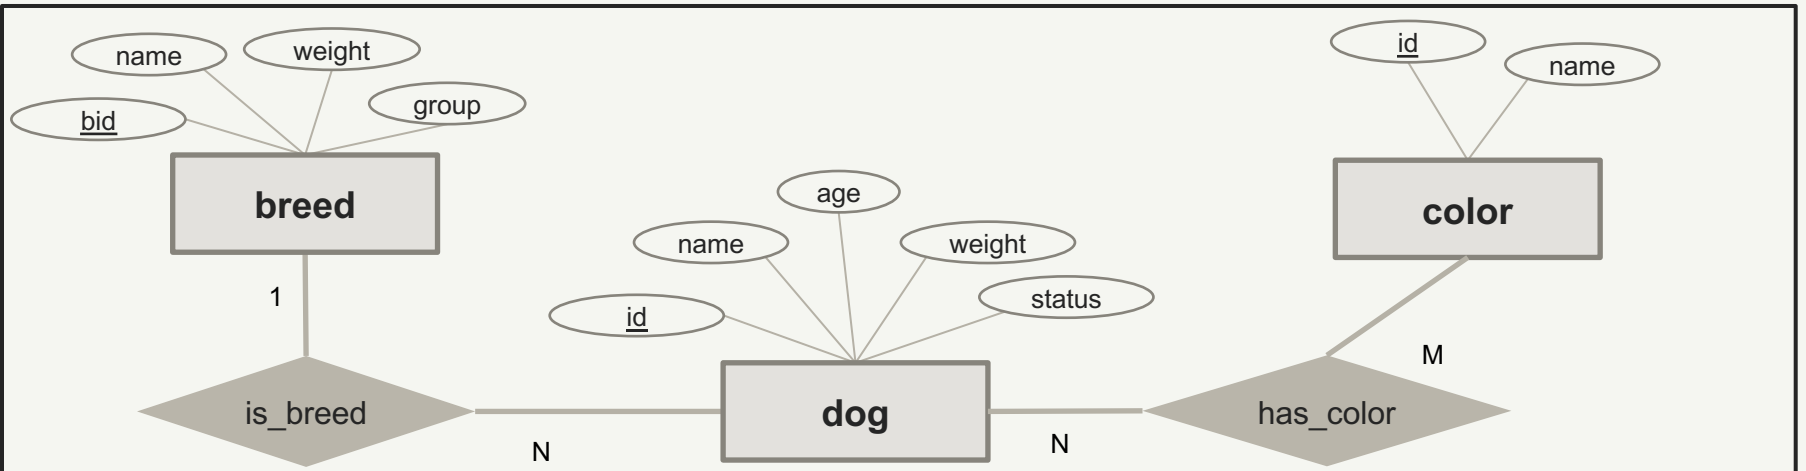 name
weight
group
bid
breed
id
name
color
age
name
weight
id
status
1
M
is_breed
dog
has_color
N
N